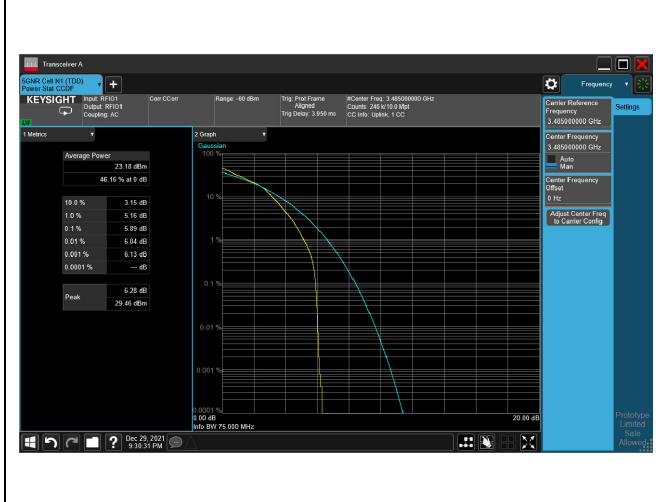 Transceiver A
5GNR Cell N1 (TDD)
Power Stat CCDF
KEYSIGHT
LV
Input: RFIO1
Output: RFIO1
Coupling: AC
Corr CCorr
Range: -60 dBm
Trig: Prot Frame
Aligned
Trig Delay: 3.950 ms
#Center Freq: 3.485000000 GHz
Counts: 246 k/10.0 Mpt
CC Info: Uplink, 1 CC
Frequency
Carrier Reference
Frequency
3.485000000 GHz
Settings
Center Frequency
3.485000000 GHz
Auto
Man
Center Frequency
Offset
0 Hz
Adjust Center Freq
to Carrier Config
1 Metrics
Average Power
23.18 dBm
46.16 % at 0 dB
10.0 % 3.15 dB
1.0 % 5.16 dB
0.1 % 5.89 dB
0.01 % 6.04 dB
0.001 % 6.13 dB
0.0001 % --- dB
Peak
6.28 dB
29.46 dBm
2 Graph
Gaussian
100 %
10 %
1 %
0.1 %
0.01 %
0.001 %
0.0001 %
0.00 dB 20.00 dB
Info BW 75.000 MHz
Dec 29, 2021
9:30:31 PM
Prototype
Limited
Sale
Allowed